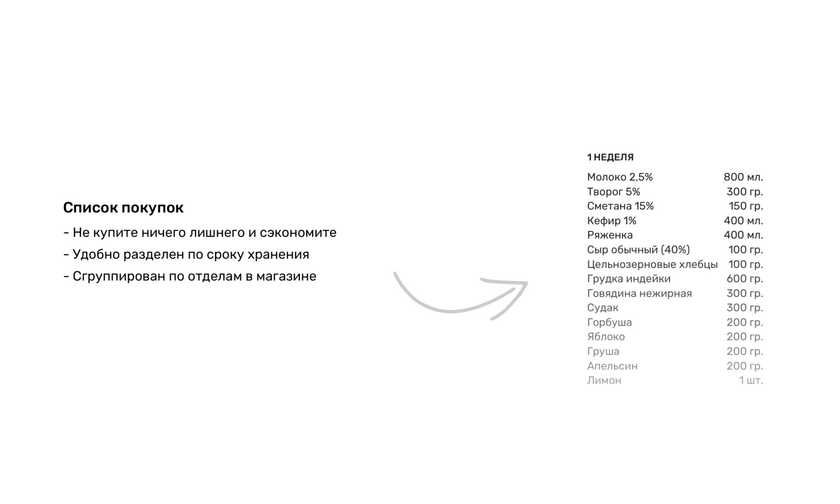 Список покупок
- Не купите ничего лишнего и сэкономите
- Удобно разделен по сроку хранения
- Сгруппирован по отделам в магазине
1 НЕДЕЛЯ
Молоко 2,5% 800 мл.
Творог 5% 300 гр.
Сметана 15% 150 гр.
Кефир 1% 400 мл.
Ряженка 400 мл.
Сыр обычный (40%) 100 гр.
Цельнозерновые хлебцы 100 гр.
Грудка индейки 600 гр.
Говядина нежирная 300 гр.
Судак 300 гр.
Горбуша 200 гр.
Яблоко 200 гр.
Груша 200 гр.
Апельсин 200 гр.
Лимон 1 шт.